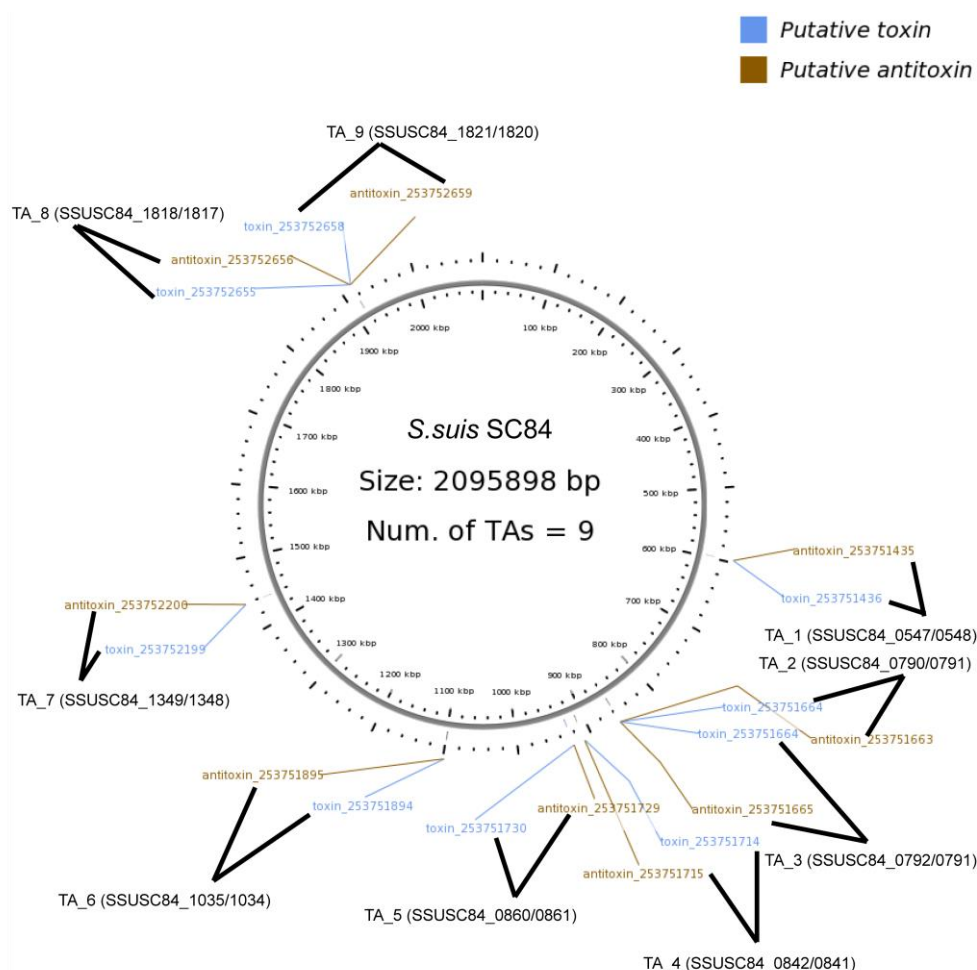 Putative toxin
Putative antitoxin
TA_9 (SSUSC84_1821/1820)
antitoxin_253752659
TA_8 (SSUSC84_1818/1817)
toxin_253752658
antitoxin_253752656
toxin_253752655
2000 kbp
100 kbp
1900 kbp
200 kbp
1800 kbp
300 kbp
S.suis SC84
1700 kbp
400 kbp
Size: 2095898 bp
1600 kbp
500 kbp
Num. of TAs = 9
1500 kbp
600 kbp
antitoxin_253751435
1400 kbp
toxin_253751436
antitoxin_253752200
700 kbp
TA_1 (SSUSC84_0547/0548)
1300 kbp
800 kbp
toxin_253752199
TA_2 (SSUSC84_0790/0791)
1200 kbp
900 kbp
1100 kbp
1000 kbp
TA_7 (SSUSC84_1349/1348)
toxin_253751664
toxin_253751664
antitoxin_253751663
antitoxin_253751895
toxin_253751894
antitoxin_253751729
antitoxin_253751665
toxin_253751730
toxin_253751714
TA_3 (SSUSC84_0792/0791)
antitoxin_253751715
TA_6 (SSUSC84_1035/1034)
TA_5 (SSUSC84_0860/0861)
TA_4 (SSUSC84_0842/0841)